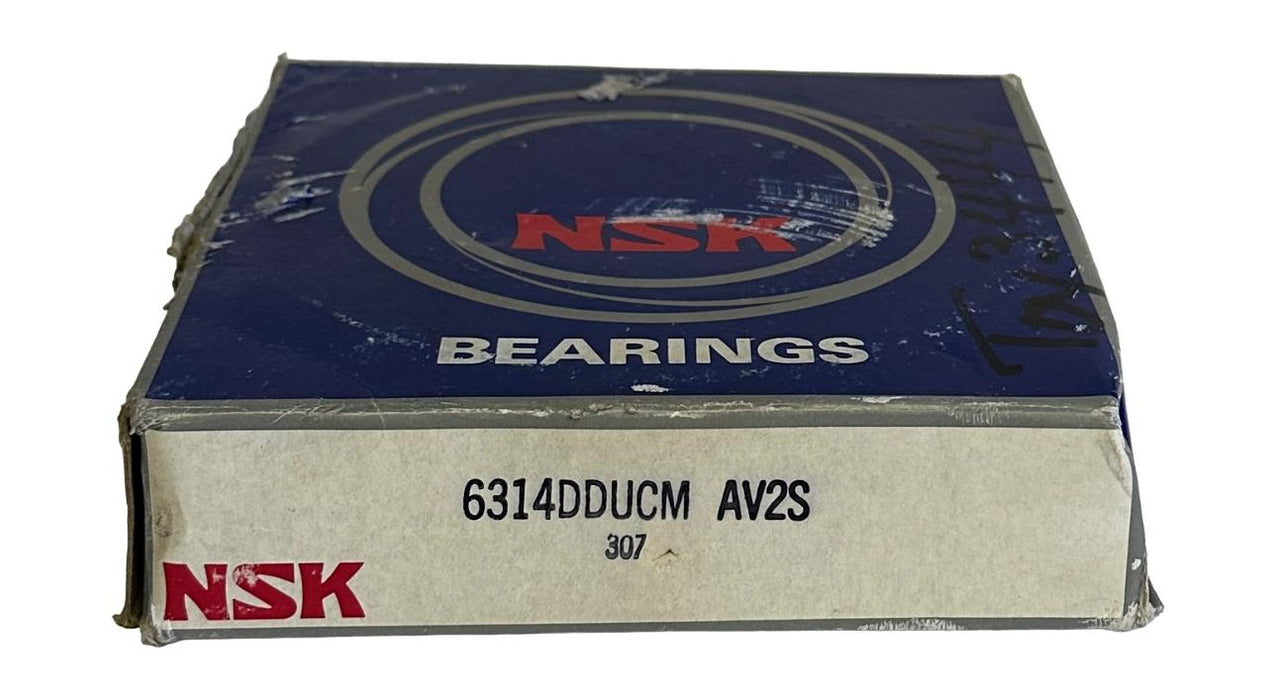 NSK
BEARINGS
6314DDUCM AV2S
307
NSK